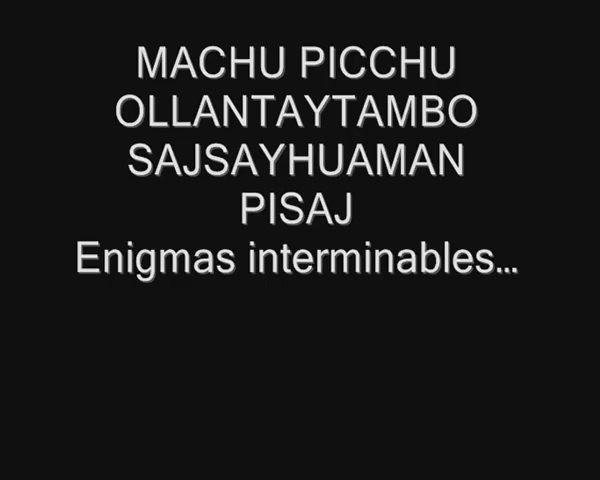 MACHU PICCHU
OLLANTAYTAMBO
SAJSAYHUAMAN
PISAJ
Enigmas interminables...